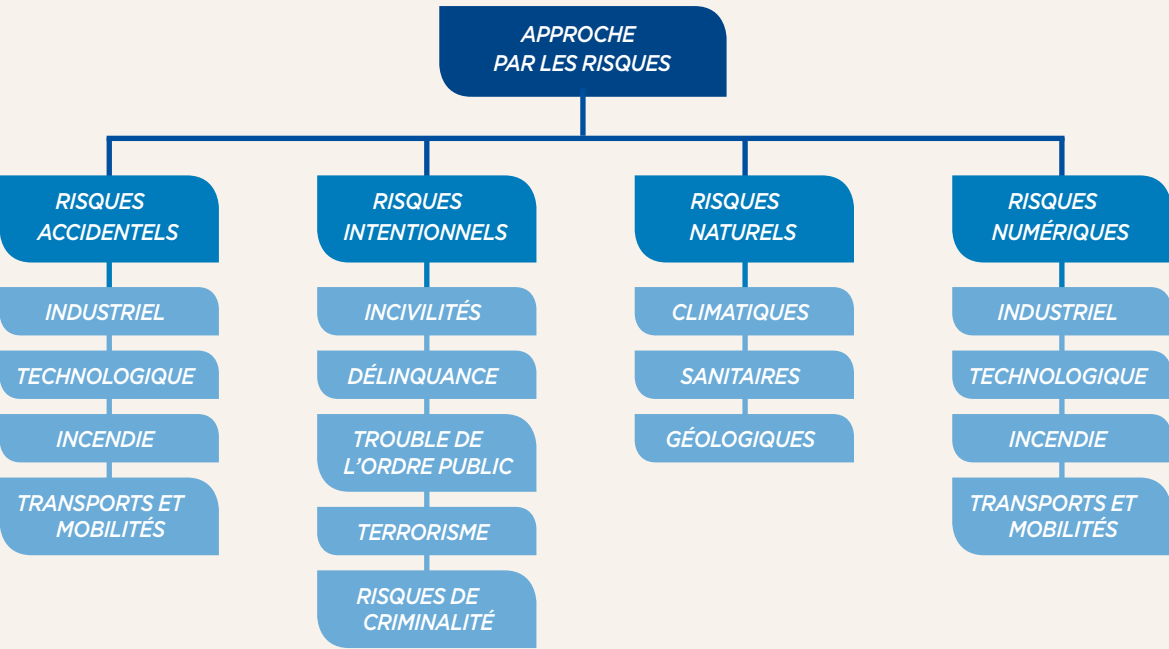 APPROCHE
PAR LES RISQUES
RISQUES
ACCIDENTELS
INDUSTRIEL
TECHNOLOGIQUE
INCENDIE
TRANSPORTS ET
MOBILITÉS
RISQUES
INTENTIONNELS
INCIVILITÉS
DÉLINQUANCE
TROUBLE DE
L'ORDRE PUBLIC
TERRORISME
RISQUES DE
CRIMINALITÉ
RISQUES
NATURELS
CLIMATIQUES
SANITAIRES
GÉOLOGIQUES
RISQUES
NUMÉRIQUES
INDUSTRIEL
TECHNOLOGIQUE
INCENDIE
TRANSPORTS ET
MOBILITÉS